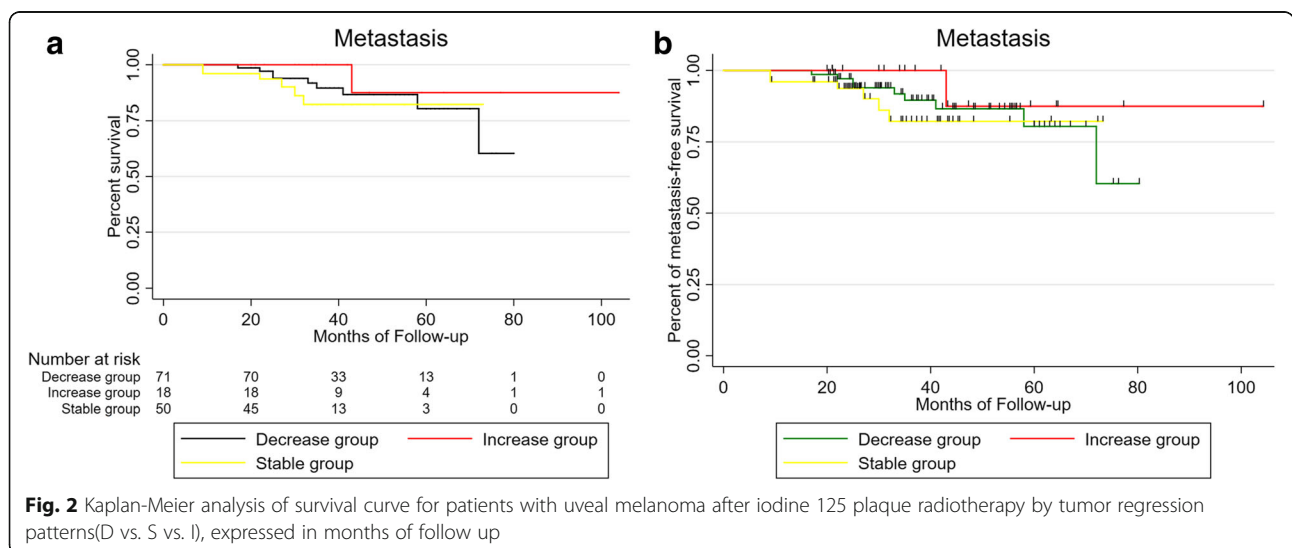 a
Metastasis
Percent survival
1.00
0.75
0.50
0.25
0.00
0 20 40 60 80 100
Months of Follow-up
Number at risk
Decrease group 71 70 33 13 1 0
Increase group 18 18 9 4 1 1
Stable group 50 45 13 3 0 0
Decrease group Increase group
Stable group
b
Metastasis
Percent of metastasis-free survival
1.00
0.75
0.50
0.25
0.00
0 20 40 60 80 100
Months of Follow-up
Decrease group Increase group
Stable group
Fig. 2 Kaplan-Meier analysis of survival curve for patients with uveal melanoma after iodine 125 plaque radiotherapy by tumor regression
patterns(D vs. S vs. I), expressed in months of follow up